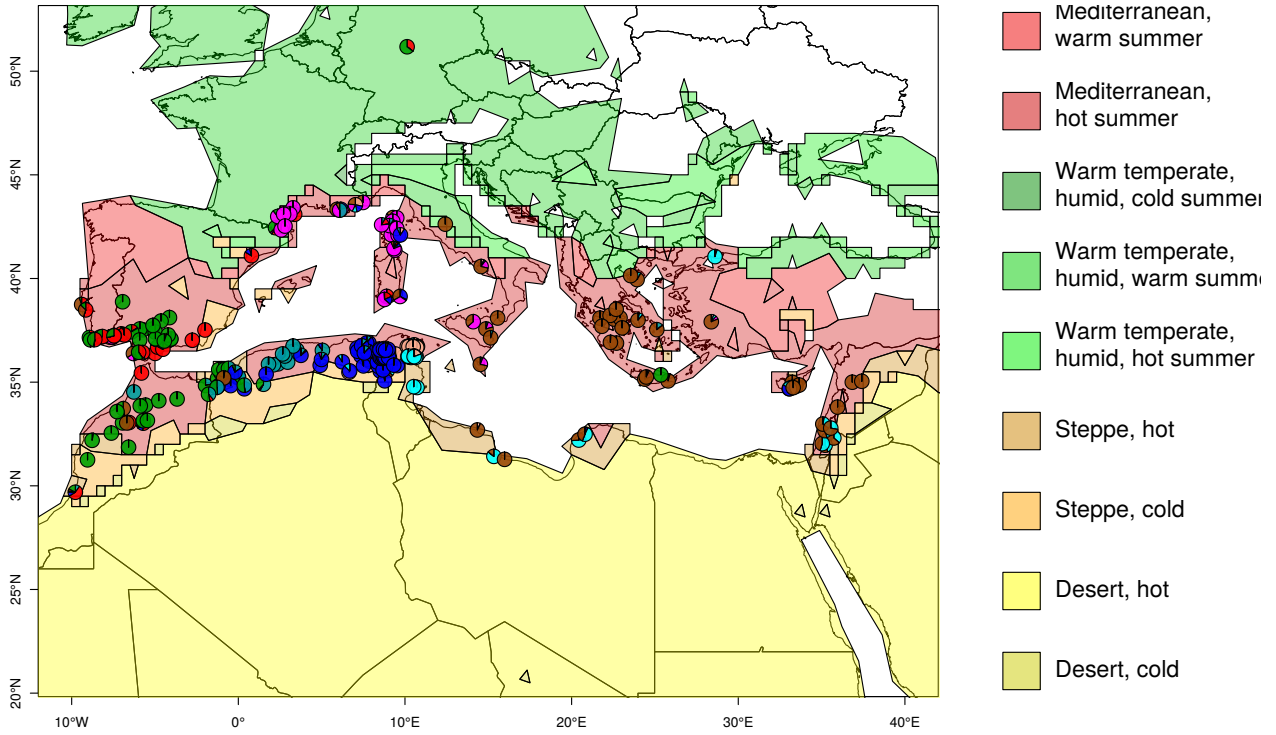 Mediterranean,
warm summer
Mediterranean,
hot summer
Warm temperate,
humid, cold summer
Warm temperate,
humid, warm summe
Warm temperate,
humid, hot summer
Steppe, hot
Steppe, cold
Desert, hot
Desert, cold
50°N
45°N
40°N
35°N
30°N
25°N
20°N
10°W 0° 10°E 20°E 30°E 40°E